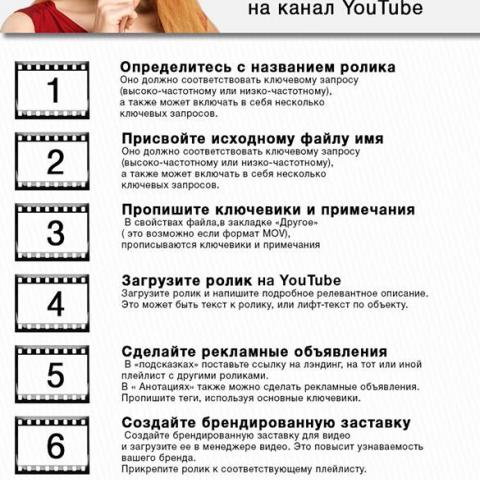 на канал YouTube
1
Определитесь с названием ролика
Оно должно соответствовать ключевому запросу
(высоко-частотному или низко-частотному),
а также может включать в себя несколько
ключевых запросов.
2
Присвойте исходному файлу имя
Оно должно соответствовать ключевому запросу
(высоко-частотному или низко-частотному),
а также может включать в себя несколько
ключевых запросов.
3
Пропишите ключевики и примечания
В свойствах файла,в закладке «Другое»
( это возможно если формат MOV),
прописываются ключевики и примечания
4
Загрузите ролик на YouTube
Загрузите ролик и напишите подробное релевантное описание.
Это может быть текст к ролику, или лифт-текст по объекту.
5
Сделайте рекламные объявления
В «подсказках» поставьте ссылку на лэндинг, на тот или иной
плейлист с другими роликами.
В « Анотациях» также можно сделать рекламные объявления.
Пропишите теги, используя основные ключевики.
6
Создайте брендированную заставку
Создайте брендированную заставку для видео
и загрузите ее в менеджере видео. Это повысит узнаваемость
вашего бренда.
Прикрепите ролик к соответствующему плейлисту.